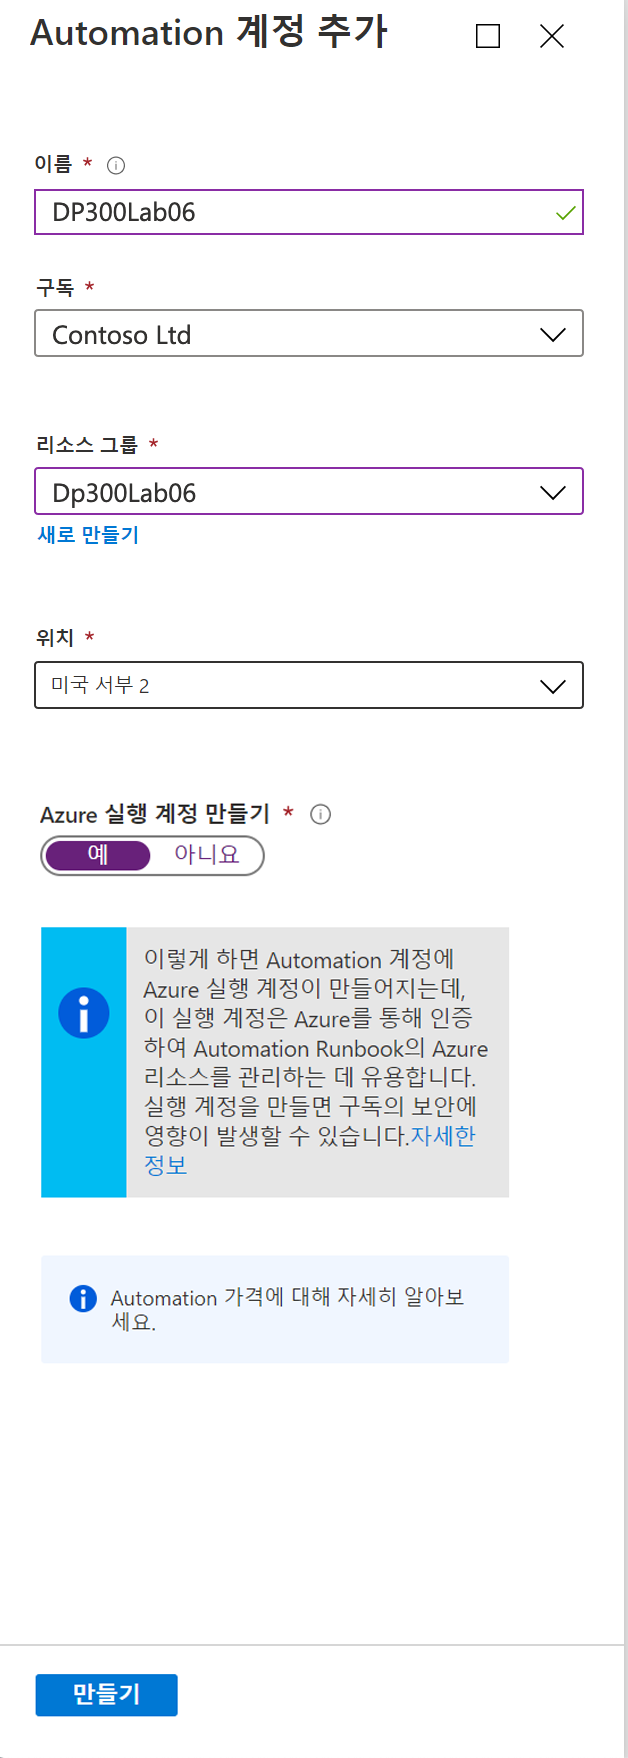 Automation 계정 추가
이름 *
DP300Lab06
구독 *
Contoso Ltd
리소스 그룹 *
Dp300Lab06
새로 만들기
위치 *
미국 서부 2
Azure 실행 계정 만들기 *
예 아니요
이렇게 하면 Automation 계정에
Azure 실행 계정이 만들어지는데,
이 실행 계정은 Azure를 통해 인증
하여 Automation Runbook의 Azure
리소스를 관리하는 데 유용합니다.
실행 계정을 만들면 구독의 보안에
영향이 발생할 수 있습니다.자세한
정보
Automation 가격에 대해 자세히 알아보
세요.
만들기